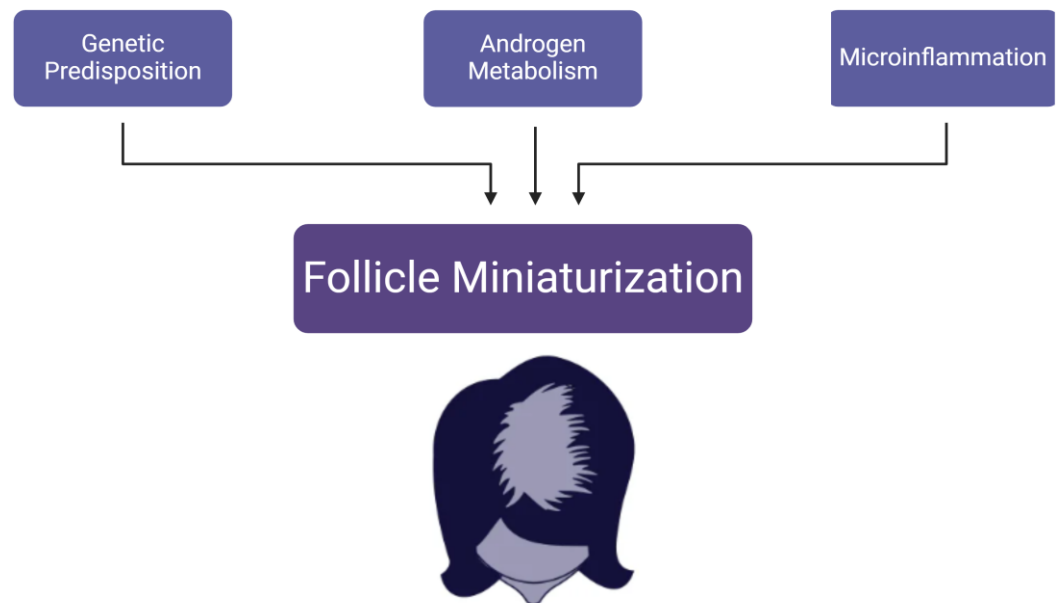 Genetic
Predisposition
Androgen
Metabolism
Microinflammation
Follicle Miniaturization